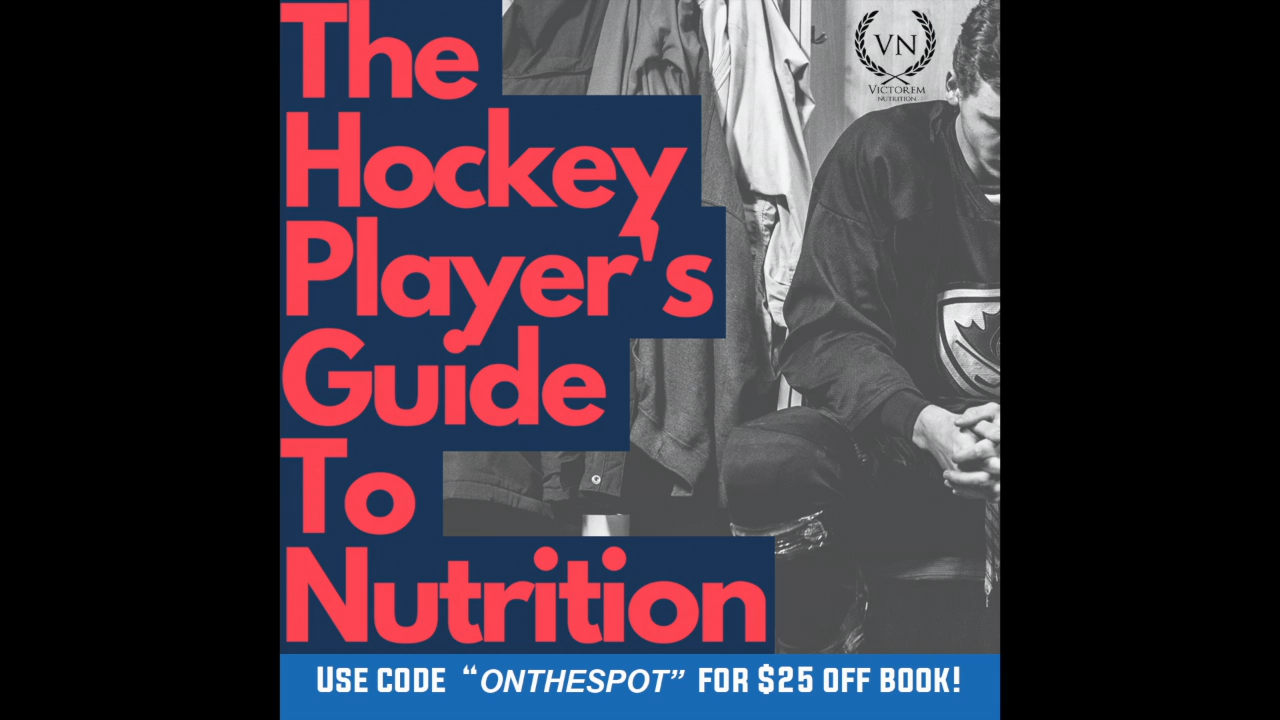 The
Hockey
Player's
Guide
To
Nutrition
VN
VICTOREM
NUTRITION
USE CODE “ONTHESPOT” FOR $25 OFF BOOK!